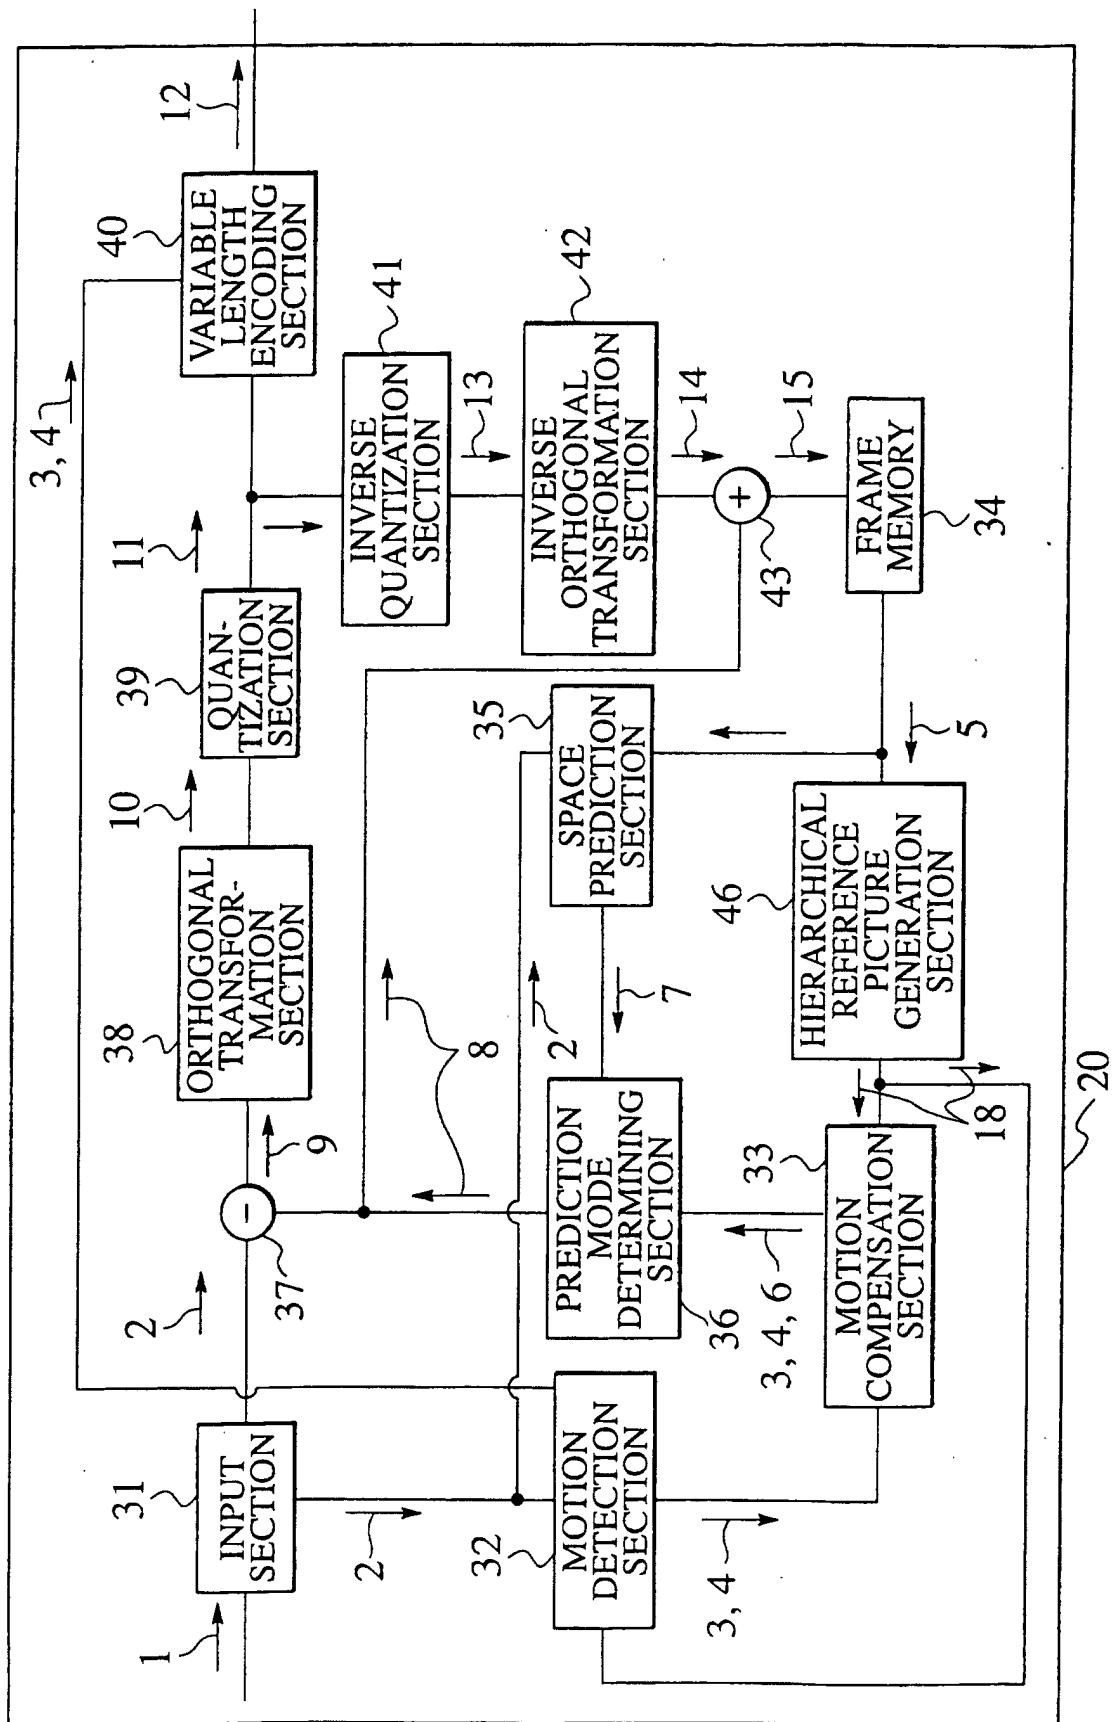 1
31
INPUT
SECTION
2
2
37
9
38
ORTHOGONAL
TRANSFOR-
MATION
SECTION
10
39
QUAN-
TIZATION
SECTION
11
3, 4
40
VARIABLE
LENGTH
ENCODING
SECTION
12
INVERSE
QUANTIZATION
SECTION
41
13
INVERSE
ORTHOGONAL
TRANSFORMATION
SECTION
42
14
+
43
15
FRAME
MEMORY
34
5
8
2
35
SPACE
PREDICTION
SECTION
7
-
PREDICTION
MODE
DETERMINING
SECTION
36
3, 4, 6
32
MOTION
DETECTION
SECTION
3, 4
33
MOTION
COMPENSATION
SECTION
18
46
HIERARCHICAL
REFERENCE
PICTURE
GENERATION
SECTION
20